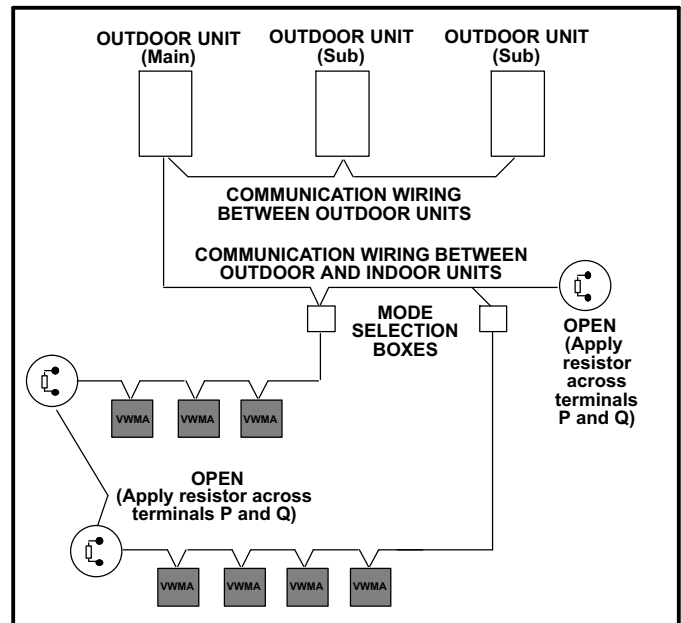 OUTDOOR UNIT
(Main)
OUTDOOR UNIT
(Sub)
OUTDOOR UNIT
(Sub)
COMMUNICATION WIRING
BETWEEN OUTDOOR UNITS
COMMUNICATION WIRING BETWEEN
OUTDOOR AND INDOOR UNITS
MODE
SELECTION
BOXES
OPEN
(Apply
resistor
across
terminals
P and Q)
VWMA
VWMA
VWMA
OPEN
(Apply resistor across
terminals P and Q)
VWMA
VWMA
VWMA
VWMA